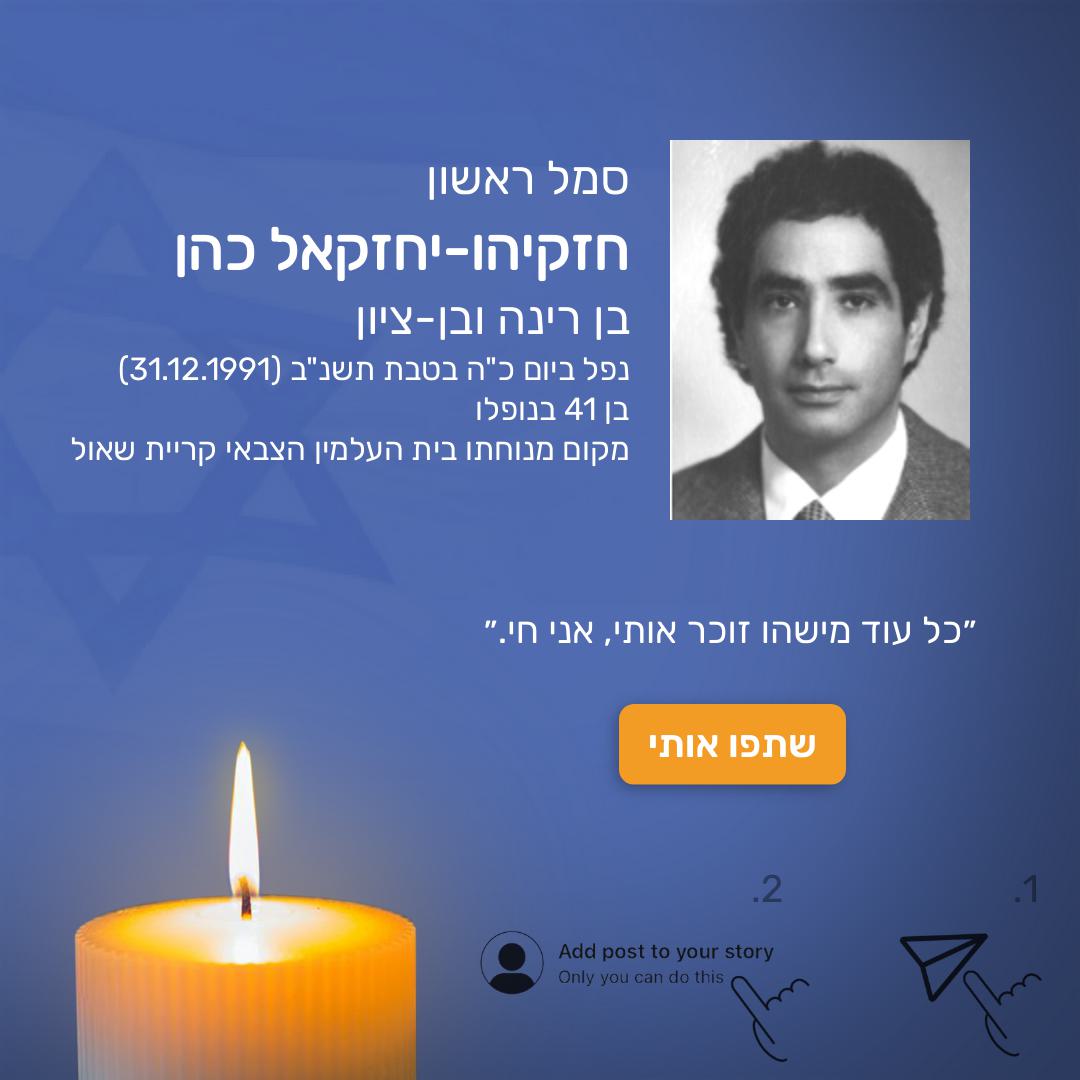 סמל ראשון
חזקיהו-יחזקאל כהן
בן רינה ובן-ציון
נפל ביום כ"ה בטבת תשנ"ב (31.12.1991)
בן 41 בנופלו
מקום מנוחתו בית העלמין הצבאי קריית שאול
״כל עוד מישהו זוכר אותי, אני חי.״
שתפו אותי
1.
2.
Add post to your story
Only you can do this